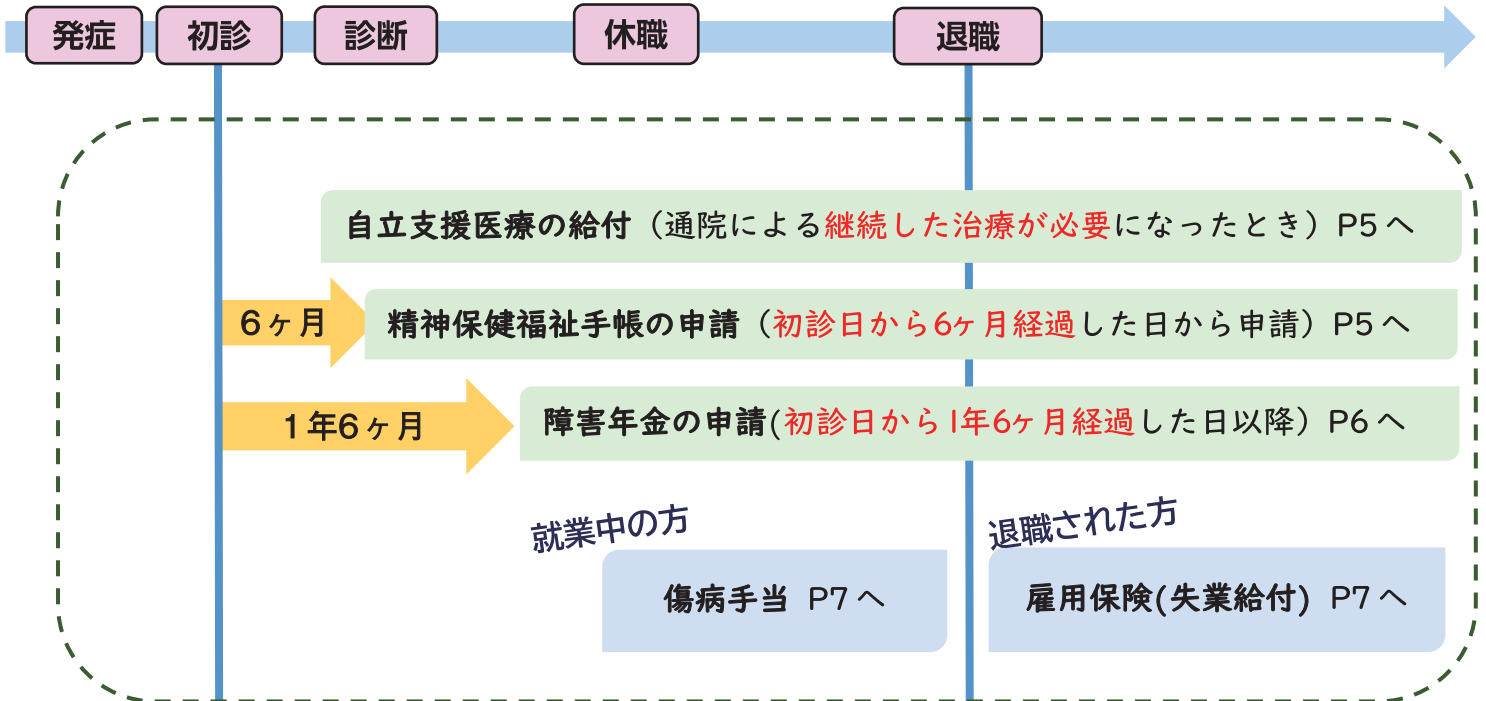 発症
初診
診断
休職
退職
自立支援医療の給付（通院による継続した治療が必要になったとき）P5へ
6ヶ月
精神保健福祉手帳の申請（初診日から6ヶ月経過した日から申請）P5へ
1年6ヶ月
障害年金の申請(初診日から1年6ヶ月経過した日以降）P6へ
就業中の方
退職された方
傷病手当 P7へ
雇用保険(失業給付) P7へ